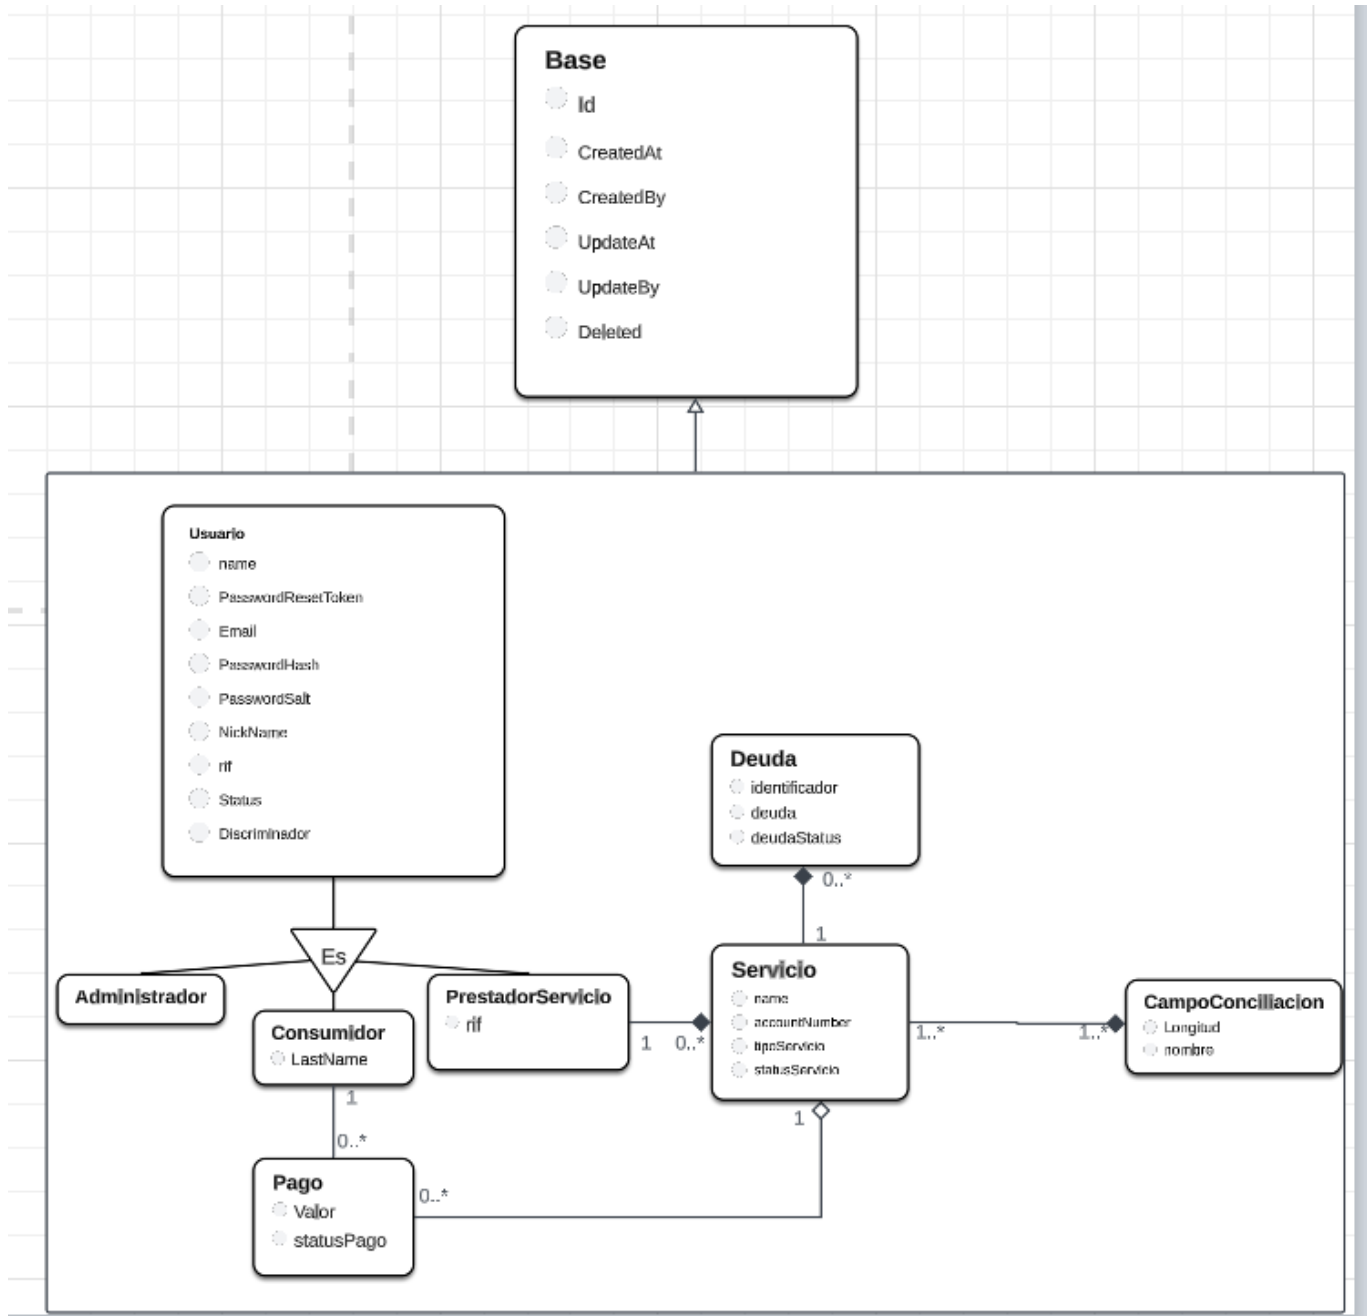 Base
Id
CreatedAt
CreatedBy
UpdateAt
UpdateBy
Deleted
Usuario
name
PasswordResetToken
Email
PasswordHash
PasswordSalt
NickName
rif
Status
Discriminador
Es
Administrador
Consumidor
LastName
PrestadorServicio
rif
1
0..*
Deuda
identificador
deuda
deudaStatus
0..*
1
Servicio
name
accountNumber
tipoServicio
statusServicio
1..*
1..*
CampoConciliacion
Longitud
nombre
1
0..*
Pago
Valor
statusPago
0..*
1